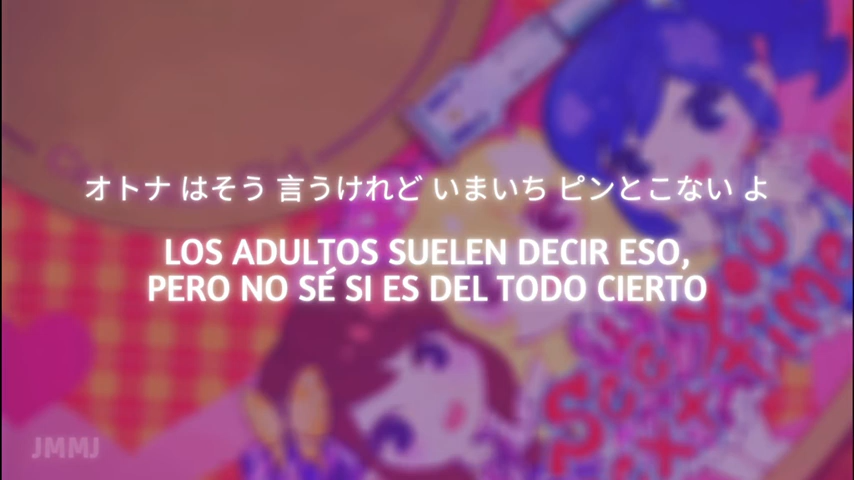 オトナ はそう 言うけれど いまいち ピンとこない よ
LOS ADULTOS SUELEN DECIR ESO,
PERO NO SÉ SI ES DEL TODO CIERTO
JMMJ